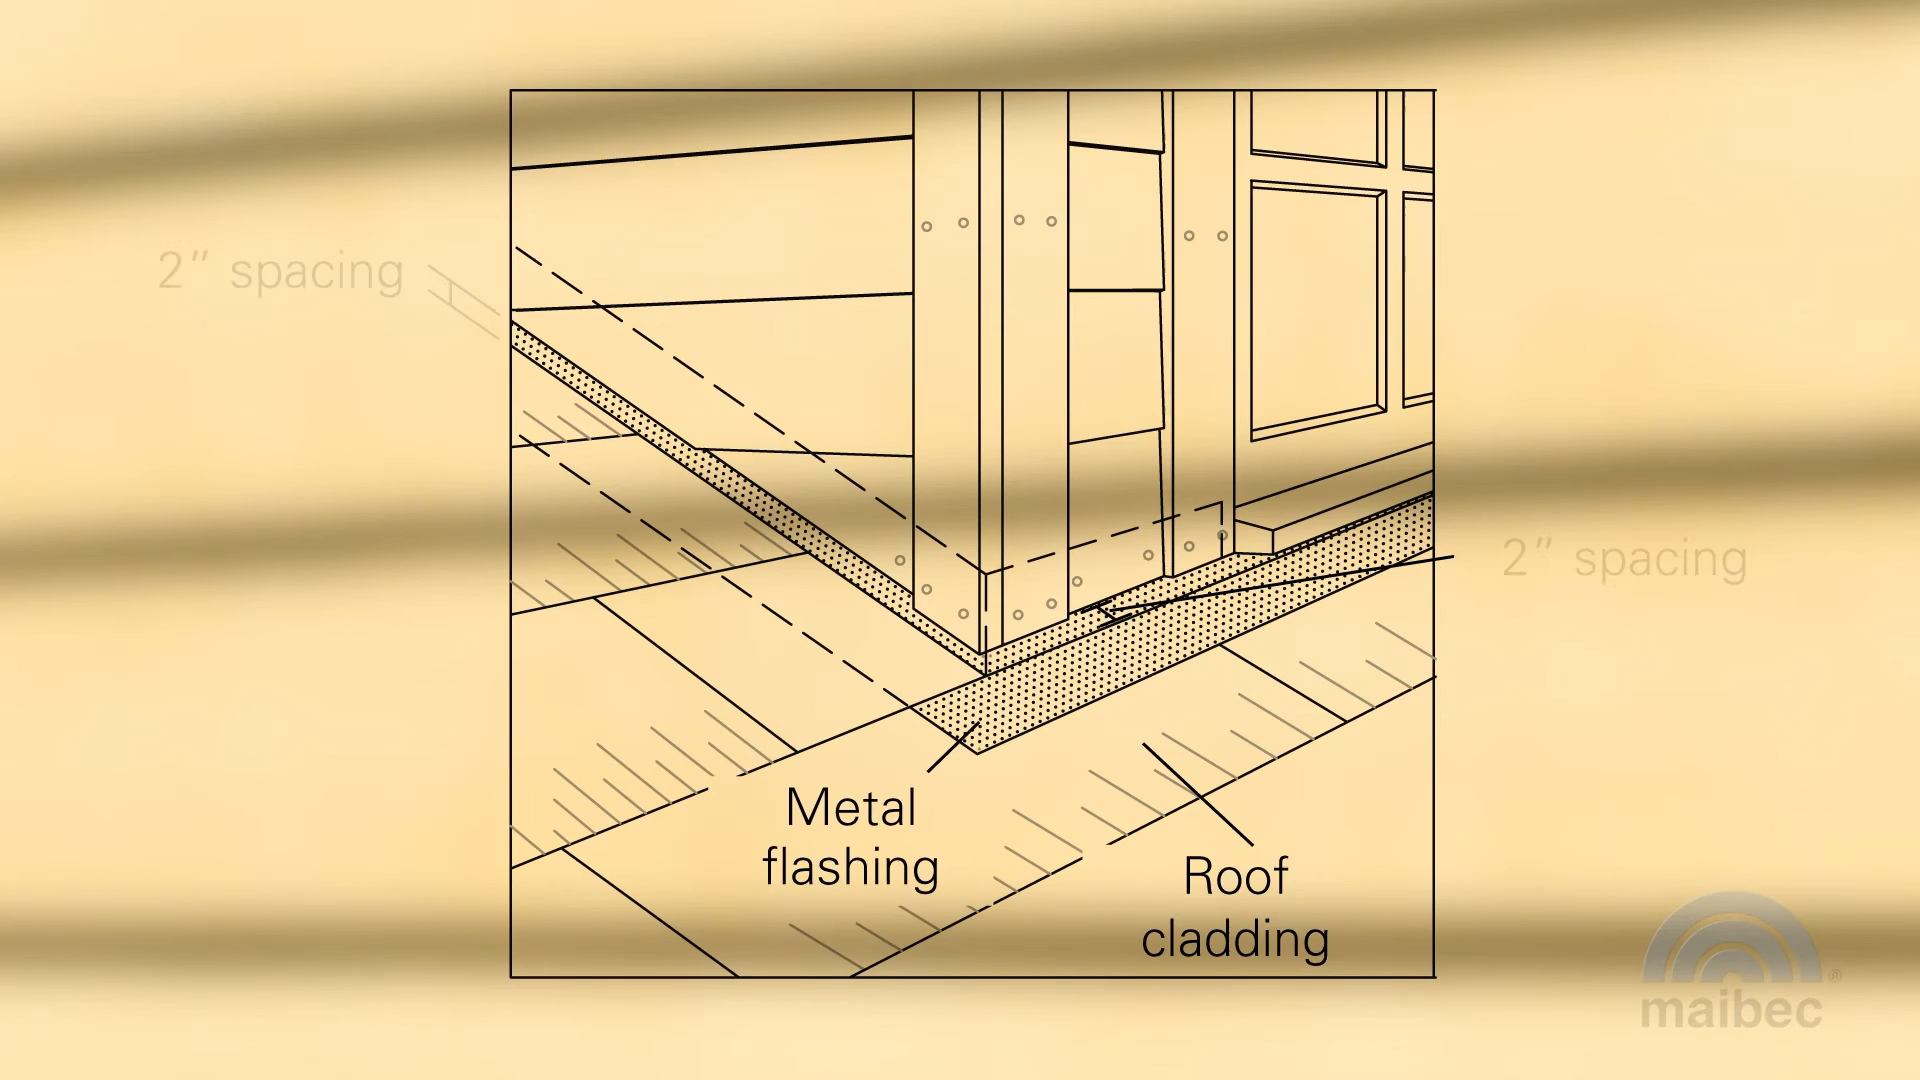 2” spacing
2” spacing
Metal
flashing
Roof
cladding
maibec®